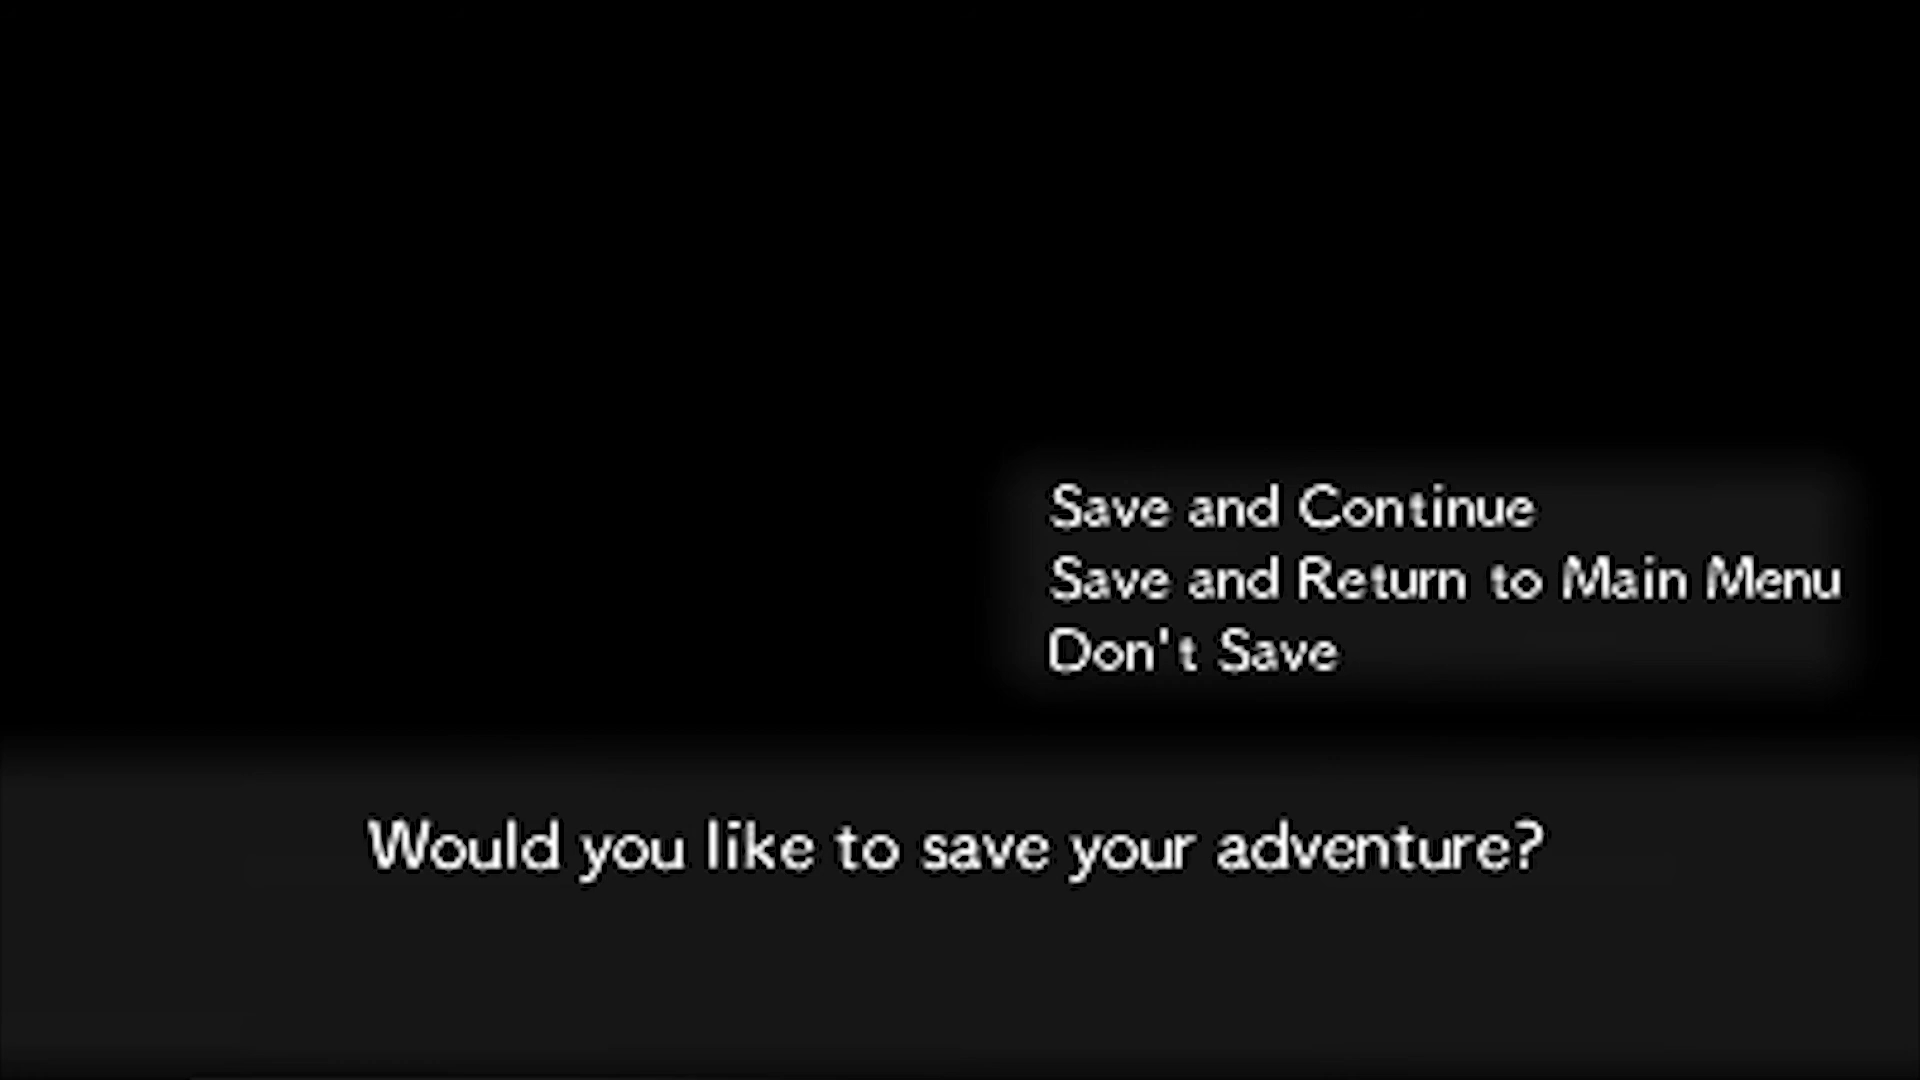 Save and Continue
Save and Return to Main Menu
Don't Save
Would you like to save your adventure?